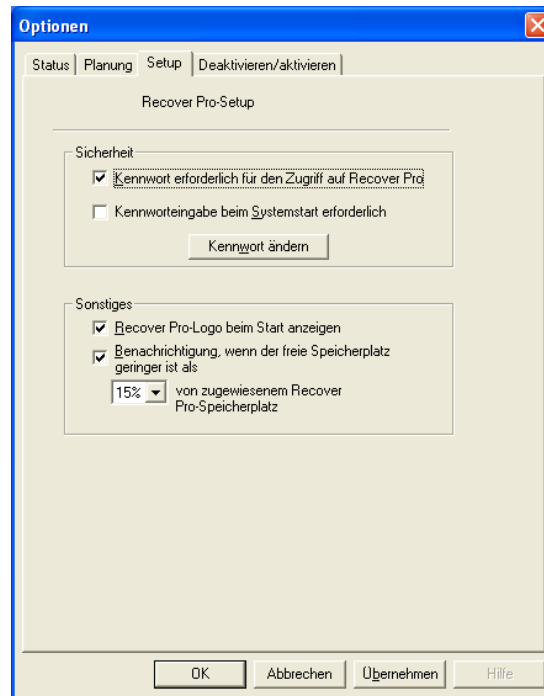 Optionen
Status Planung Setup Deaktivieren/aktivieren
Recover Pro-Setup
Sicherheit
Kennwort erforderlich für den Zugriff auf Recover Pro
Kennworteingabe beim Systemstart erforderlich
Kennwort ändern
Sonstiges
Recover Pro-Logo beim Start anzeigen
Benachrichtigung, wenn der freie Speicherplatz
geringer ist als
15% von zugewiesenem Recover
Pro-Speicherplatz
OK Abbrechen Übernehmen Hilfe